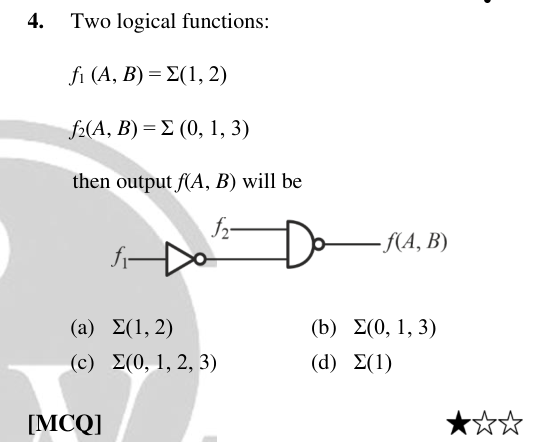 4. Two logical functions:
f₁ (A, B) = Σ(1, 2)
f₂(A, B) = Σ (0, 1, 3)
then output f(A, B) will be
f₂
f₁ f(A, B)
(a) Σ(1, 2) (b) Σ(0, 1, 3)
(c) Σ(0, 1, 2, 3) (d) Σ(1)
[MCQ] ★☆☆